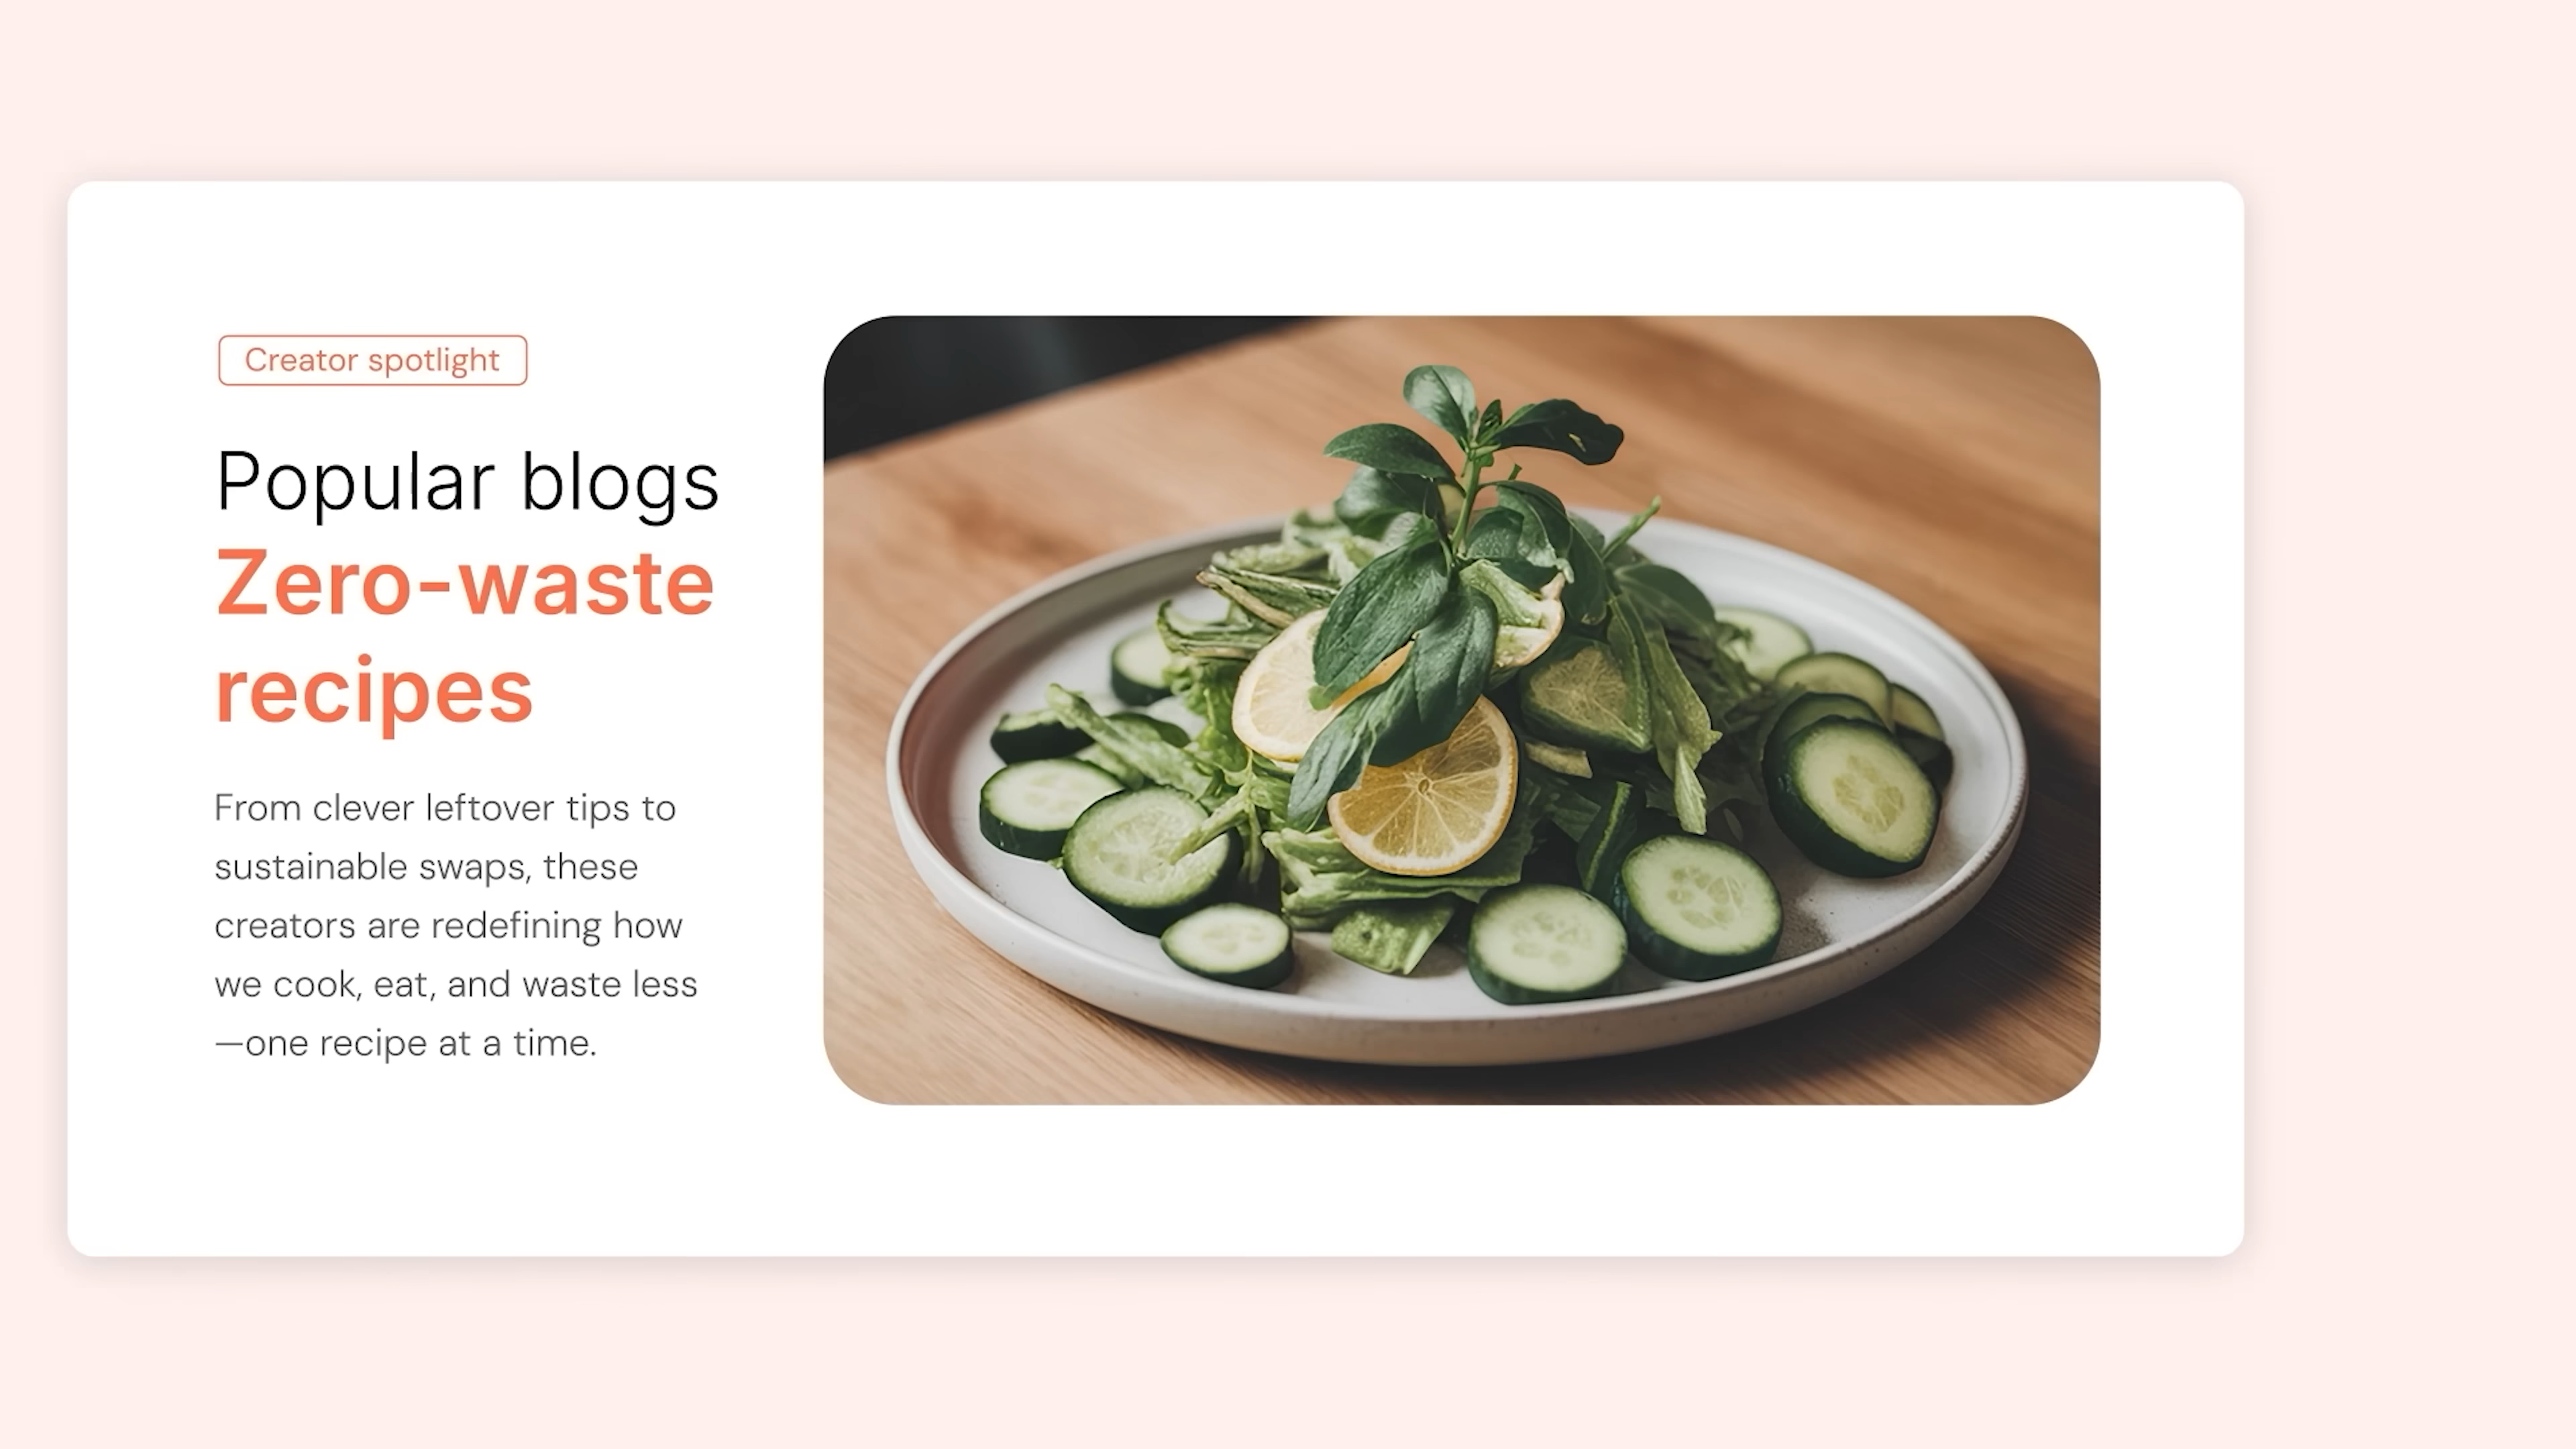 Creator spotlight
Popular blogs
Zero-waste
recipes
From clever leftover tips to
sustainable swaps, these
creators are redefining how
we cook, eat, and waste less
—one recipe at a time.